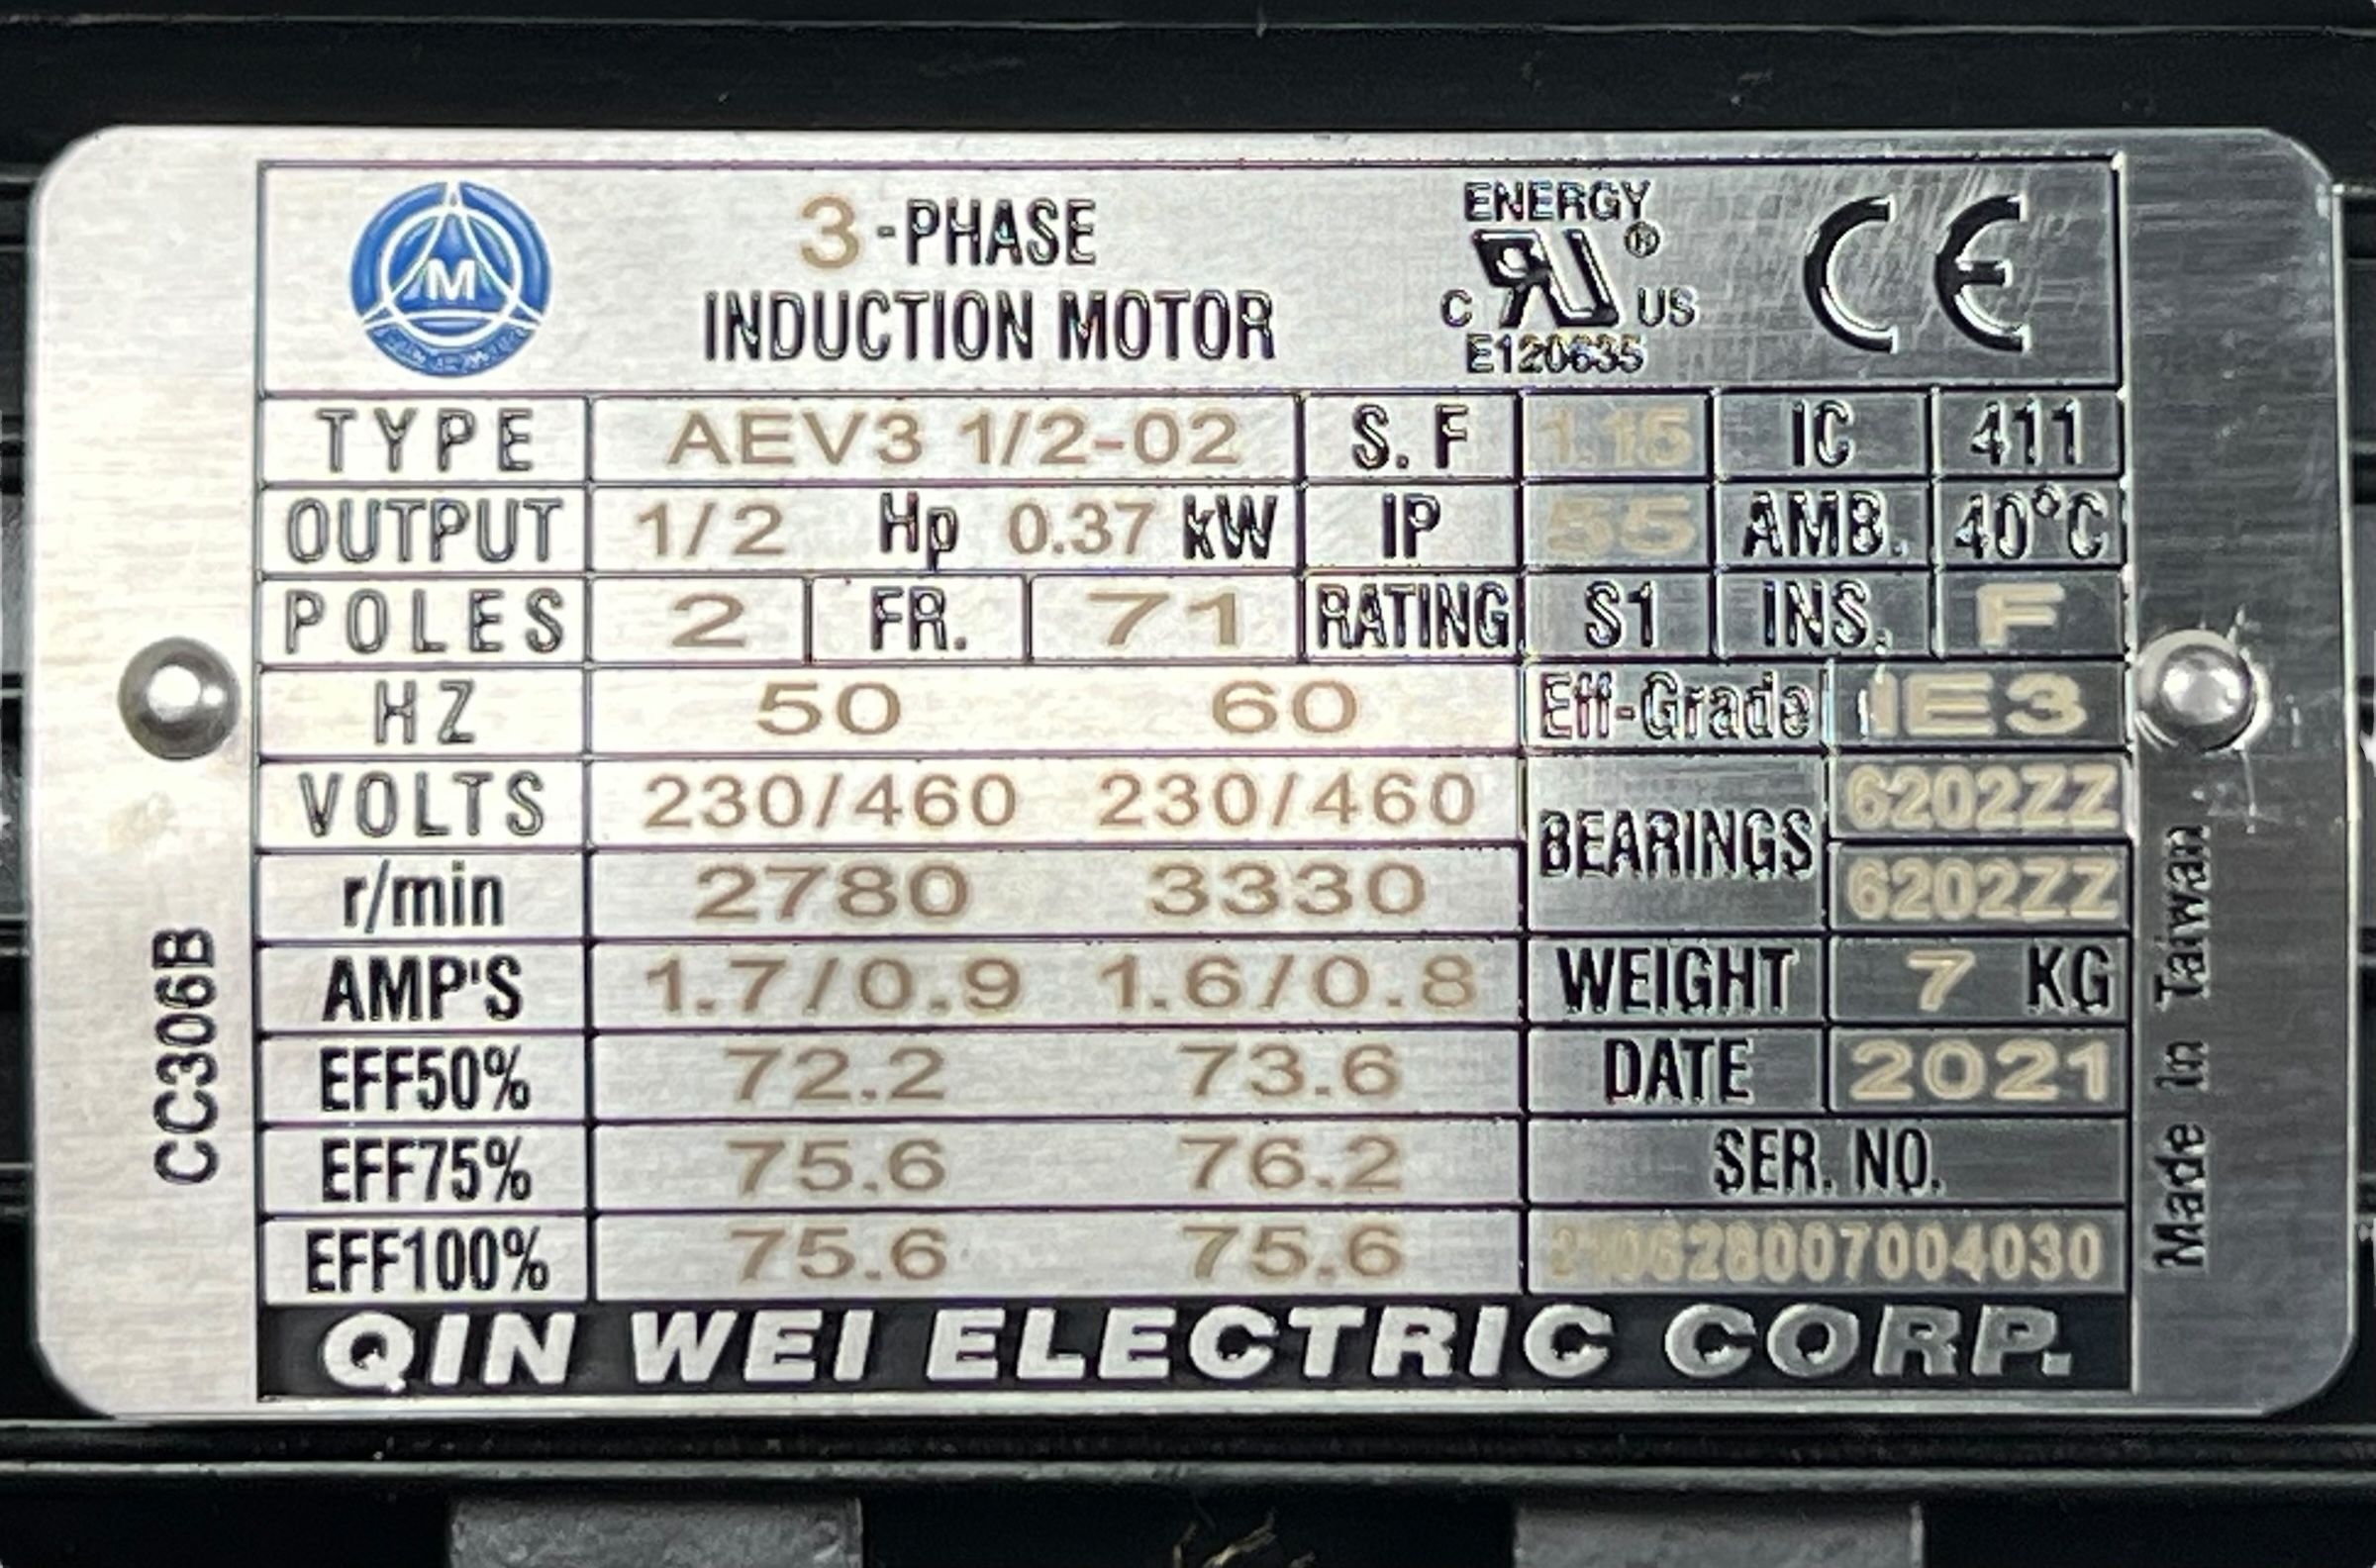 M
3-PHASE
INDUCTION MOTOR
ENERGY
C RU® US
E120635
CE
TYPE AEV3 1/2-02 S.F 1.15 IC 411
OUTPUT 1/2 Hp 0.37 kW IP 55 AMB. 40°C
POLES 2 FR. 71 RATING S1 INS. F
HZ 50 60 Eff-Grade IE3
VOLTS 230/460 230/460 BEARINGS 6202ZZ
r/min 2780 3330 6202ZZ
AMP'S 1.7/0.9 1.6/0.8 WEIGHT 7 KG
EFF50% 72.2 73.6 DATE 2021
EFF75% 75.6 76.2 SER. NO.
EFF100% 75.6 75.6
QIN WEI ELECTRIC CORP.
CC306B
Made in Taiwan